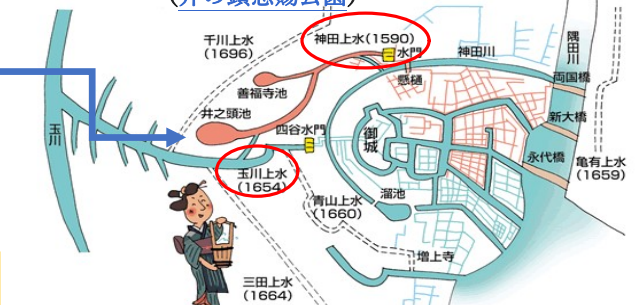 (井の頭恩賜公園)
千川上水
(1696)
神田上水(1590)
水門
神田川
隅田川
懸樋
両国橋
善福寺池
新大橋
井之頭池
四谷水門
御城
玉川
永代橋
亀有上水
(1659)
玉川上水
(1654)
青山上水
(1660)
溜池
増上寺
三田上水
(1664)